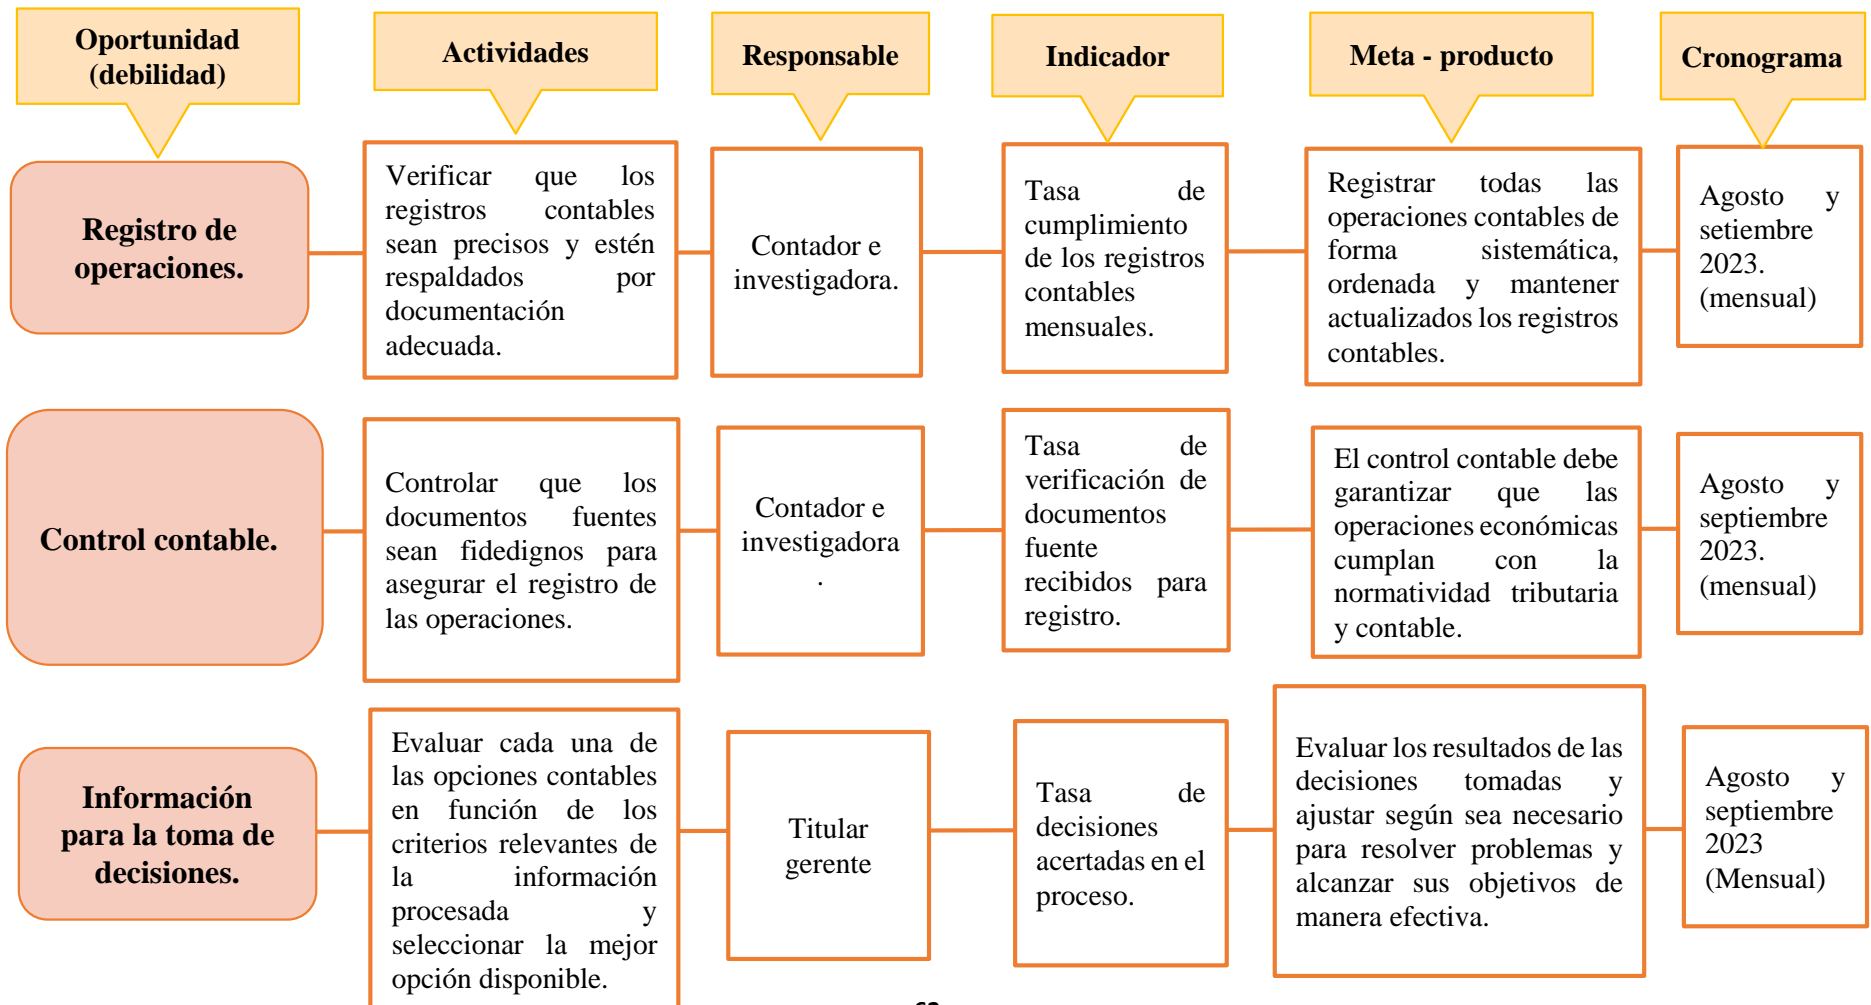 Oportunidad
(debilidad)
Actividades
Responsable
Indicador
Meta - producto
Cronograma
Registro de
operaciones.
Verificar que los
registros contables
sean precisos y estén
respaldados por
documentación
adecuada.
Contador e
investigadora.
Tasa de
cumplimiento
de los registros
contables
mensuales.
Registrar todas las
operaciones contables de
forma sistemática,
ordenada y mantener
actualizados los registros
contables.
Agosto y
setiembre
2023.
(mensual)
Control contable.
Controlar que los
documentos fuentes
sean fidedignos para
asegurar el registro de
las operaciones.
Contador e
investigadora
.
Tasa de
verificación de
documentos
fuente
recibidos para
registro.
El control contable debe
garantizar que las
operaciones económicas
cumplan con la
normatividad tributaria
y contable.
Agosto y
septiembre
2023.
(mensual)
Información
para la toma de
decisiones.
Evaluar cada una de
las opciones contables
en función de los
criterios relevantes de
la información
procesada y
seleccionar la mejor
opción disponible.
Titular
gerente
Tasa de
decisiones
acertadas en el
proceso.
Evaluar los resultados de las
decisiones tomadas y
ajustar según sea necesario
para resolver problemas y
alcanzar sus objetivos de
manera efectiva.
Agosto y
septiembre
2023
(Mensual)